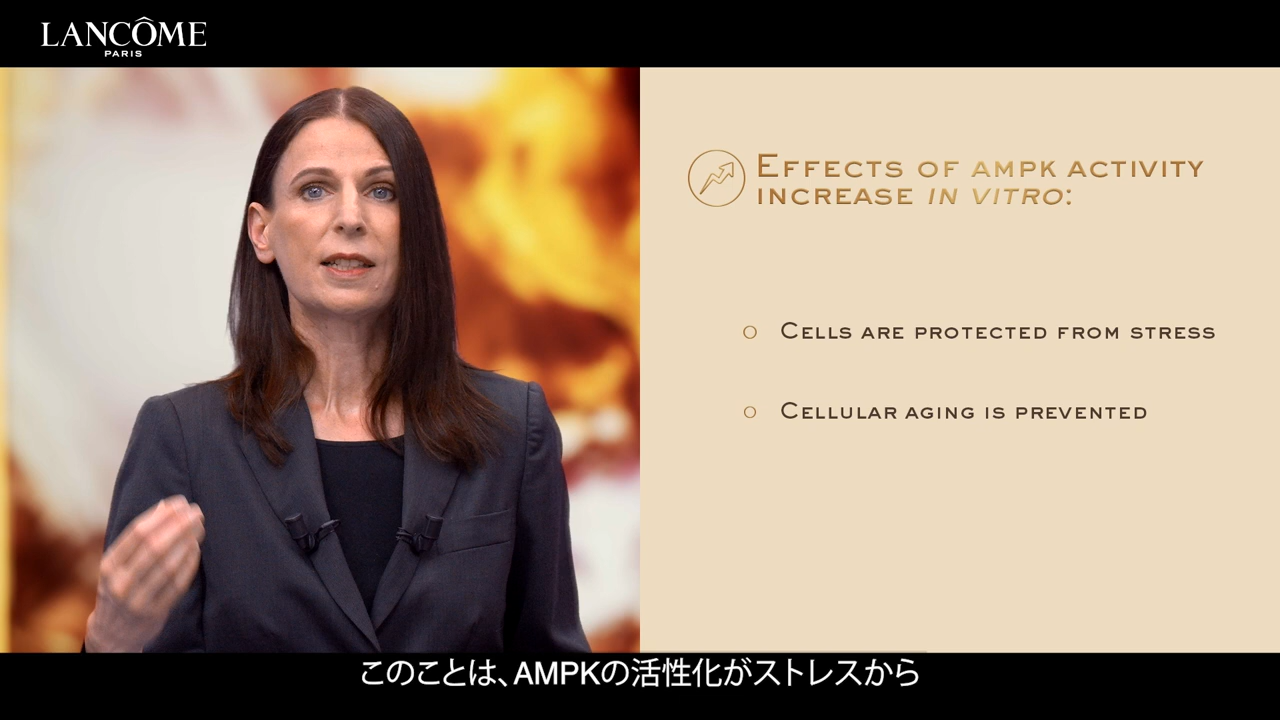 LANCÔME
PARIS
EFFECTS OF AMPK ACTIVITY
INCREASE IN VITRO:
CELLS ARE PROTECTED FROM STRESS
CELLULAR AGING IS PREVENTED
このことは、AMPKの活性化がストレスから